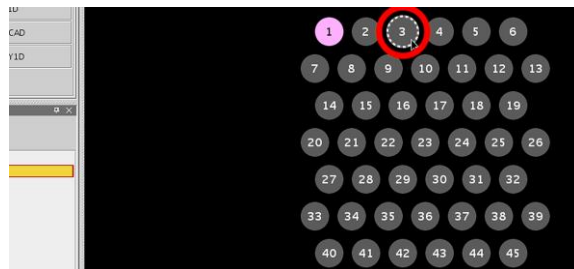 1D
CAD
Y1D
1 2 3 4 5 6
7 8 9 10 11 12 13
14 15 16 17 18 19
20 21 22 23 24 25 26
27 28 29 30 31 32
33 34 35 36 37 38 39
40 41 42 43 44 45